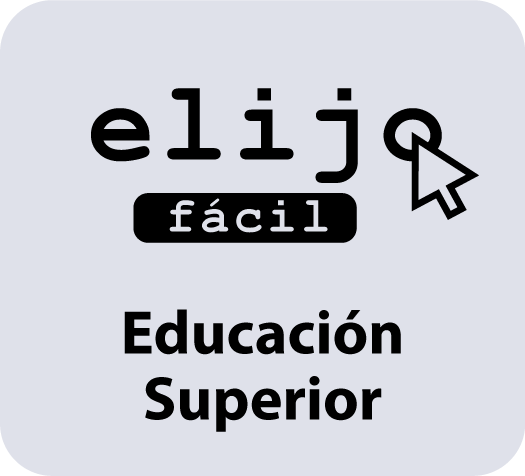 elijo
fácil
Educación
Superior